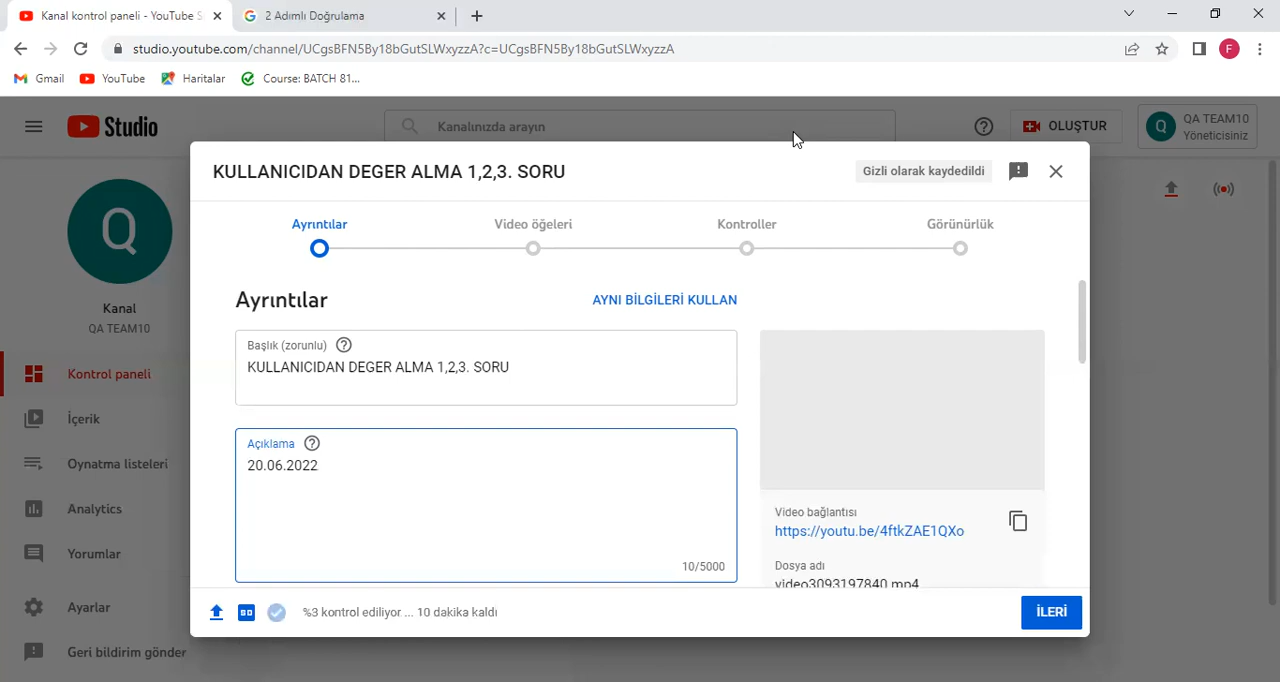 Kanal kontrol paneli - YouTube S
2 Adımlı Doğrulama
studio.youtube.com/channel/UCgsBFN5By18bGutSLWxyzzA?c=UCgsBFN5By18bGutSLWxyzzA
F
Gmail
YouTube
Haritalar
Course: BATCH 81...
Studio
Kanalınızda arayın
OLUŞTUR
Q
QA TEAM10
Yöneticisiniz
Q
Kanal
QA TEAM10
Kontrol paneli
İçerik
Oynatma listeleri
Analytics
Yorumlar
Ayarlar
Geri bildirim gönder
KULLANICIDAN DEGER ALMA 1,2,3. SORU
Gizli olarak kaydedildi
Ayrıntılar
Video öğeleri
Kontroller
Görünürlük
Ayrıntılar
AYNI BİLGİLERİ KULLAN
Başlık (zorunlu)
KULLANICIDAN DEGER ALMA 1,2,3. SORU
Açıklama
20.06.2022
10/5000
Video bağlantısı
https://youtu.be/4ftkZAE1QXo
Dosya adı
video3093197840.mp4
SD
%3 kontrol ediliyor ... 10 dakika kaldı
İLERİ